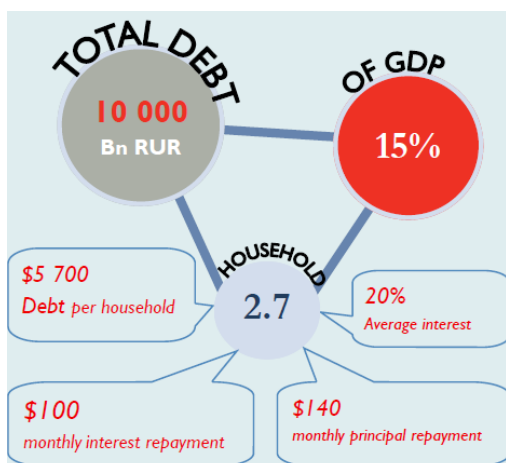 TOTAL DEBT
10 000
Bn RUR
OF GDP
15%
HOUSEHOLD
2.7
$5 700
Debt per household
20%
Average interest
$100
monthly interest repayment
$140
monthly principal repayment